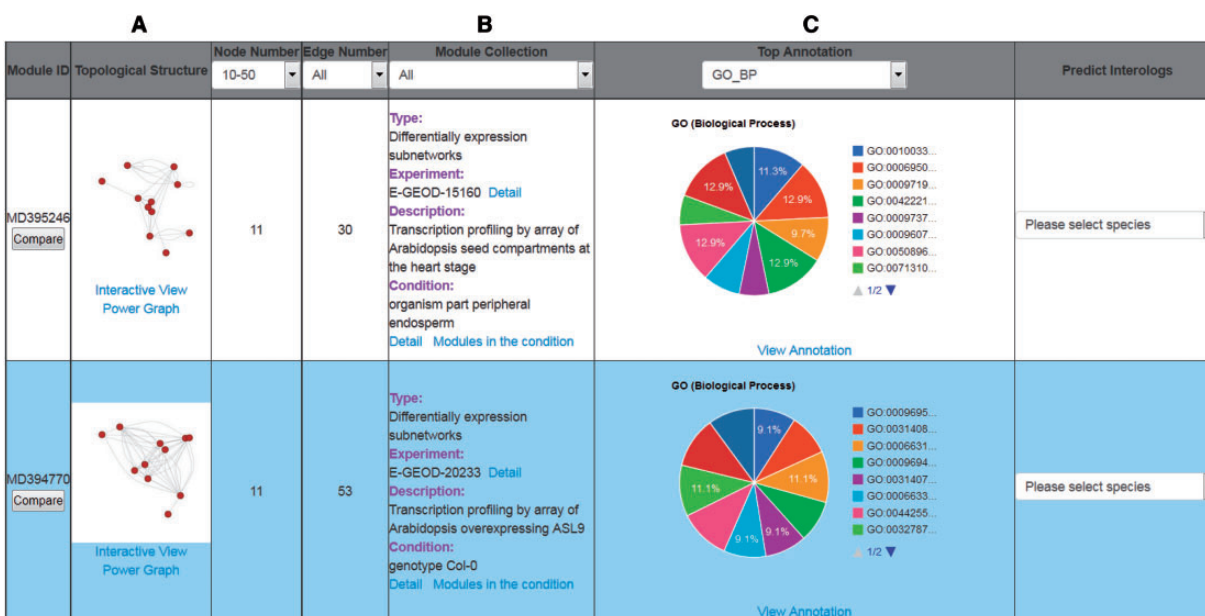 A B C
Module ID Topological Structure Node Number Edge Number Module Collection Top Annotation Predict Interologs
10-50 All All GO_BP
MD395246
Compare
Interactive View
Power Graph
11
30
Type:
Differentially expression
subnetworks
Experiment:
E-GEOD-15160 Detail
Description:
Transcription profiling by array of
Arabidopsis seed compartments at
the heart stage
Condition:
organism part peripheral
endosperm
Detail Modules in the condition
GO (Biological Process)
11.3%
12.9%
9.7%
12.9%
12.9%
12.9%
GO:0010033...
GO:0006950...
GO:0009719...
GO:0042221...
GO:0009737...
GO:0009607...
GO:0050896...
GO:0071310...
1/2
View Annotation
Please select species
MD394770
Compare
Interactive View
Power Graph
11
53
Type:
Differentially expression
subnetworks
Experiment:
E-GEOD-20233 Detail
Description:
Transcription profiling by array of
Arabidopsis overexpressing ASL9
Condition:
genotype Col-0
Detail Modules in the condition
GO (Biological Process)
9.1%
11.1%
9.1%
9.1%
11.1%
GO:0009695...
GO:0031408...
GO:0006631...
GO:0009694...
GO:0031407...
GO:0006633...
GO:0044255...
GO:0032787...
1/2
View Annotation
Please select species